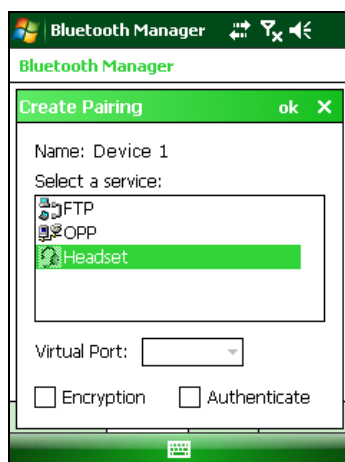 Bluetooth Manager
Bluetooth Manager
Create Pairing ok
Name: Device 1
Select a service:
FTP
OPP
Headset
Virtual Port:
Encryption Authenticate